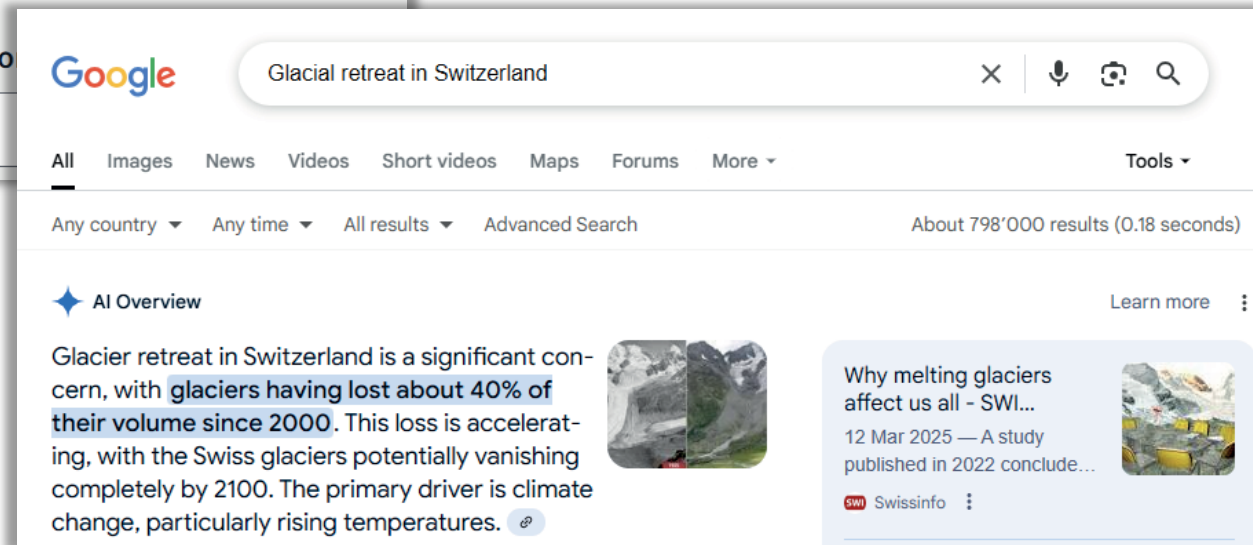 Google
Glacial retreat in Switzerland
All Images News Videos Short videos Maps Forums More Tools
Any country Any time All results Advanced Search About 798’000 results (0.18 seconds)
AI Overview Learn more
Glacier retreat in Switzerland is a significant con-
cern, with glaciers having lost about 40% of
their volume since 2000. This loss is accelerat-
ing, with the Swiss glaciers potentially vanishing
completely by 2100. The primary driver is climate
change, particularly rising temperatures.
Why melting glaciers
affect us all - SWI...
12 Mar 2025 — A study
published in 2022 conclude...
SWI Swissinfo